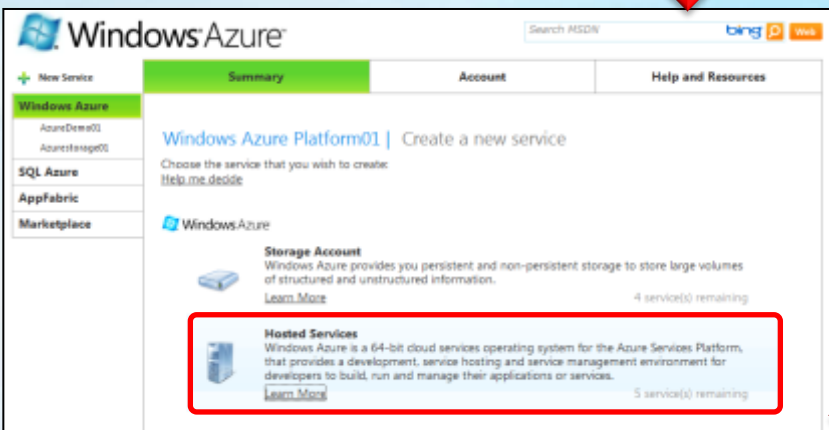 Windows Azure
Search MSDN
bing
Web
New Service
Summary
Account
Help and Resources
Windows Azure
AzureDemo01
Azurestorage01
SQL Azure
AppFabric
Marketplace
Windows Azure Platform01 | Create a new service
Choose the service that you wish to create:
Help me decide
Windows Azure
Storage Account
Windows Azure provides you persistent and non-persistent storage to store large volumes
of structured and unstructured information.
Learn More
4 service(s) remaining
Hosted Services
Windows Azure is a 64-bit cloud services operating system for the Azure Services Platform,
that provides a development, service hosting and service management environment for
developers to build, run and manage their applications or services.
Learn More
5 service(s) remaining